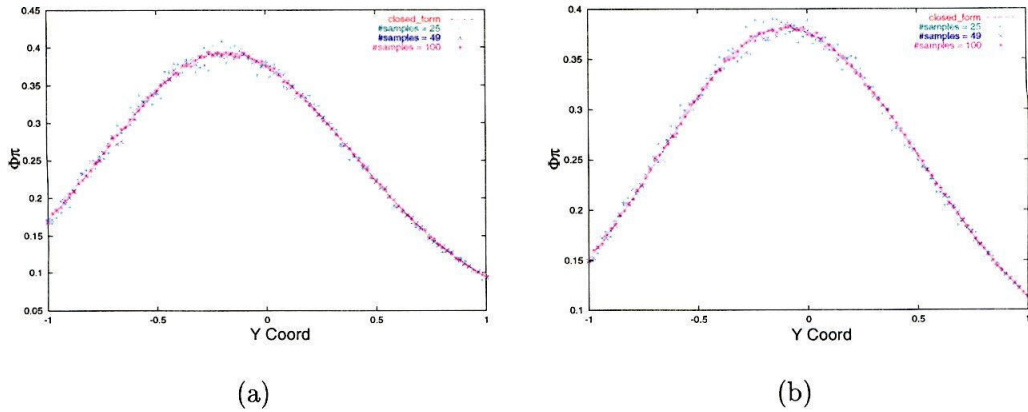 0.45
0.4
0.35
0.3
0.25
0.2
0.15
0.1
0.05
Φπ
-1
-0.5
0
0.5
1
Y Coord
closed_form
#samples = 25
#samples = 49
#samples = 100
(a)
0.4
0.35
0.3
0.25
0.2
0.15
0.1
Φπ
-1
-0.5
0
0.5
1
Y Coord
closed_form
#samples = 25
#samples = 49
#samples = 100
(b)